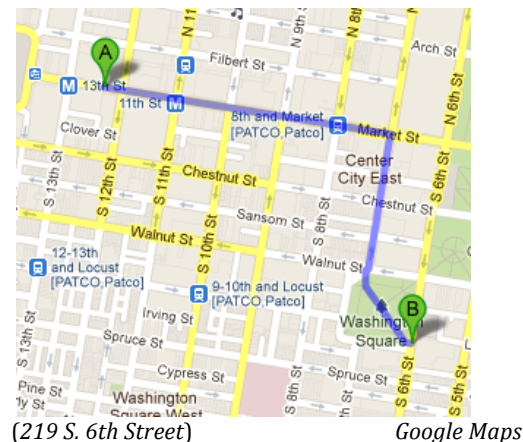 Arch St
N 11
Filbert St
N 9th St
N 6th St
A
M
13th St
11th St M
8th and Market
[PATCO,Patco]
Market St
Clover St
Center
City East
S 13th St
S 12th St
S 11th St
Chestnut St
Chestnut St
S 6th St
Sansom St
S 8th St
Walnut St
Walnut St
S 10th St
12-13th
and Locust
[PATCO,Patco]
9-10th and Locust
[PATCO,Patco]
B
Irving St
Washington
Square
S 13th St
Spruce St
Spruce St
Cypress St
S 6th St
S 5th St
Pine St
S 8th St
Washington
Square West
(219 S. 6th Street) Google Maps